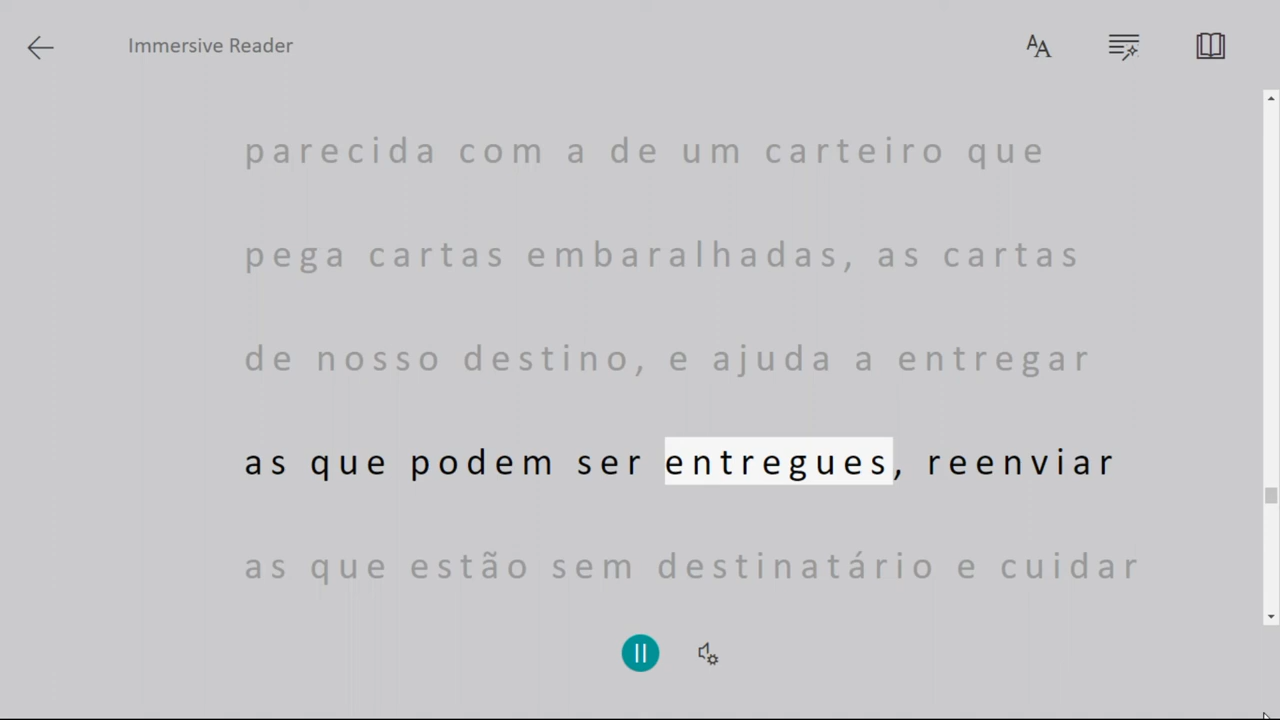 Immersive Reader
parecida com a de um carteiro que
pega cartas embaralhadas, as cartas
de nosso destino, e ajuda a entregar
as que podem ser entregues, reenviar
as que estão sem destinatário e cuidar